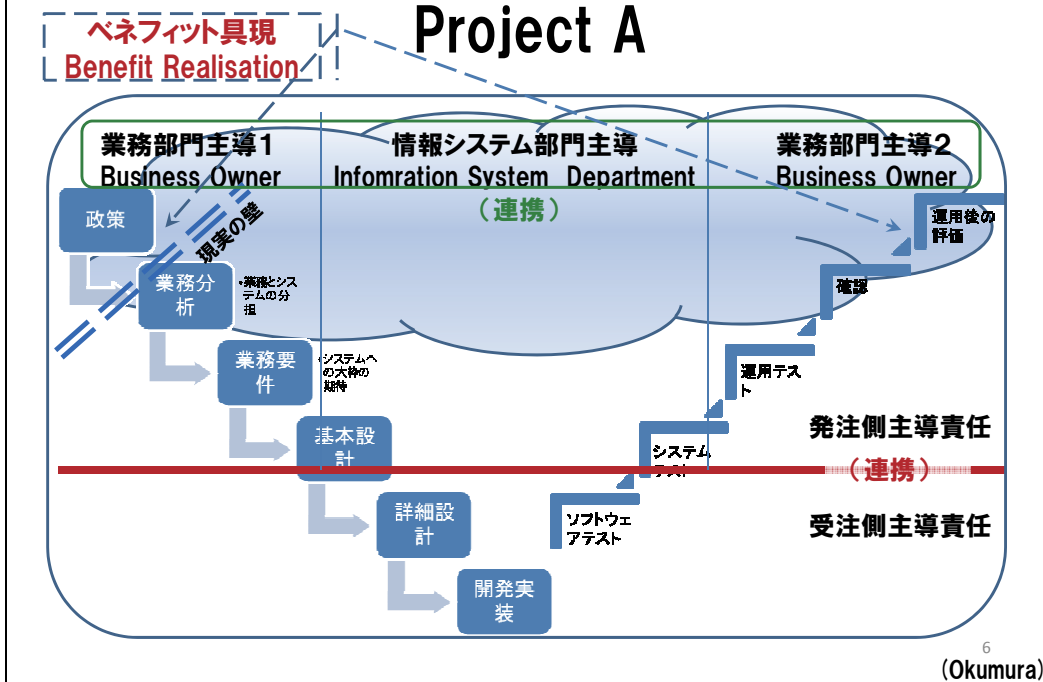 Project A
ベネフィット具現
Benefit Realisation
業務部門主導1
Business Owner
情報システム部門主導
Infomration System Department
(連携)
業務部門主導2
Business Owner
政策
現実の壁
業務分
析
・業務とシス
テムの分
担
業務要
件
・システムへ
の大枠の
期待
基本設
計
詳細設
計
開発実
装
ソフトウェ
アテスト
システム
テスト
運用テス
ト
確認
運用後の
評価
発注側主導責任
(連携)
受注側主導責任
6
(Okumura)